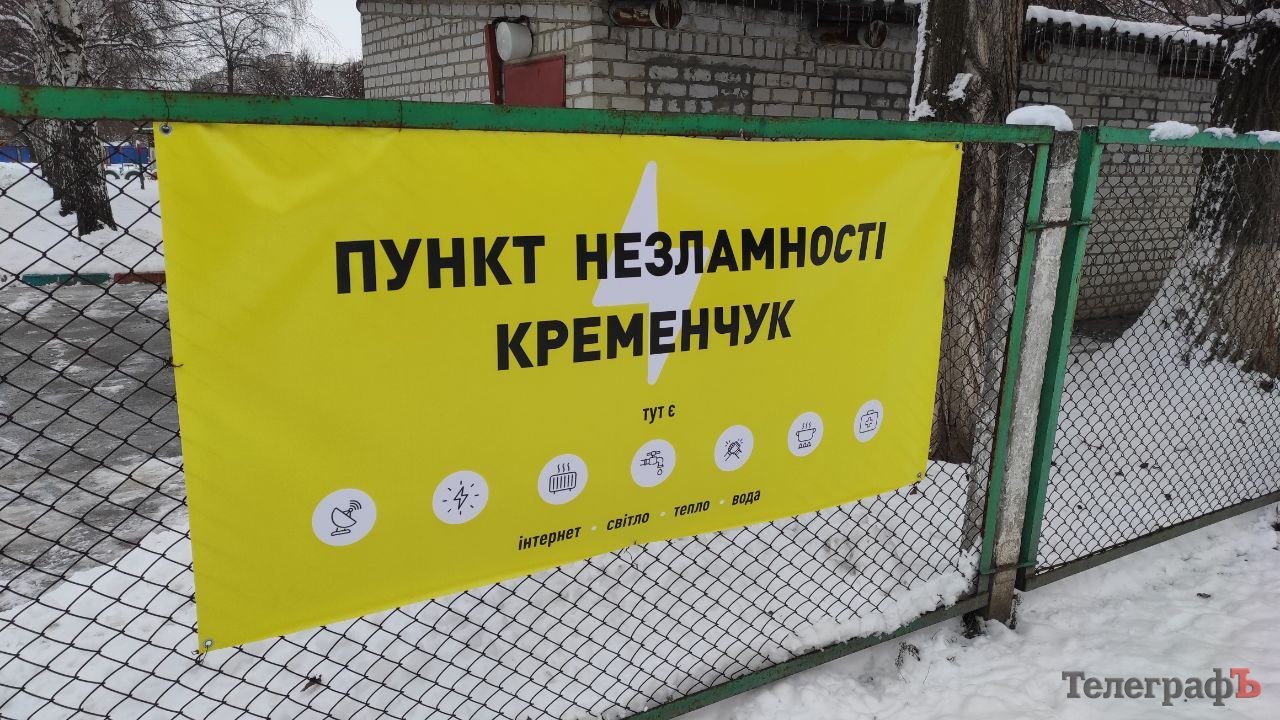 ПУНКТ НЕЗЛАМНОСТІ
КРЕМЕНЧУК
тут є
інтернет • світло • тепло • вода
ТелеграфЪ